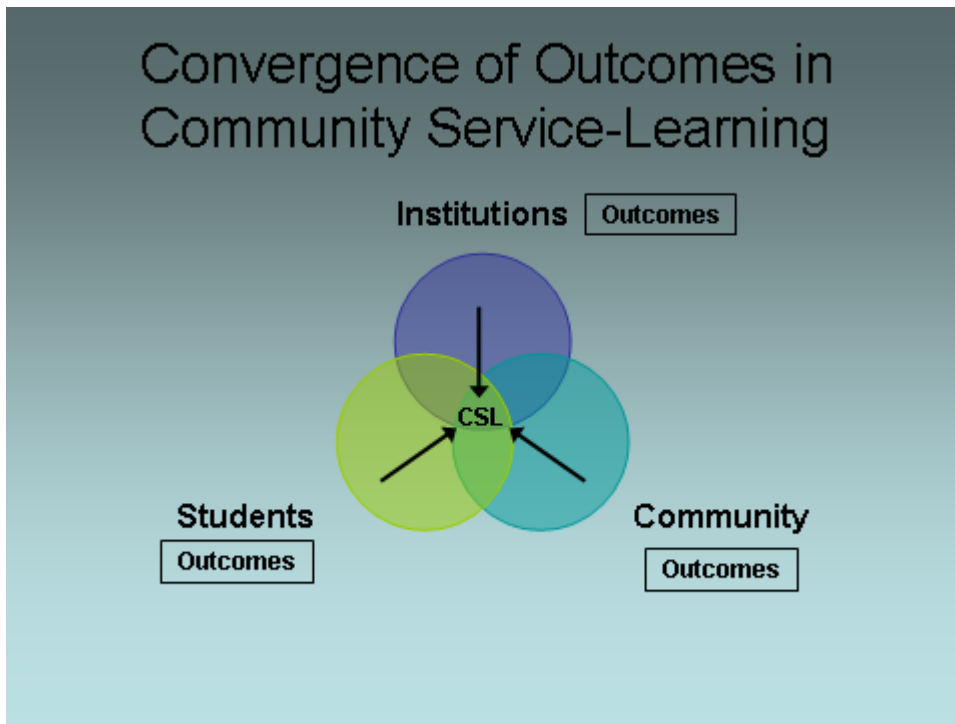 Convergence of Outcomes in
Community Service-Learning
Institutions Outcomes
CSL
Students
Outcomes
Community
Outcomes